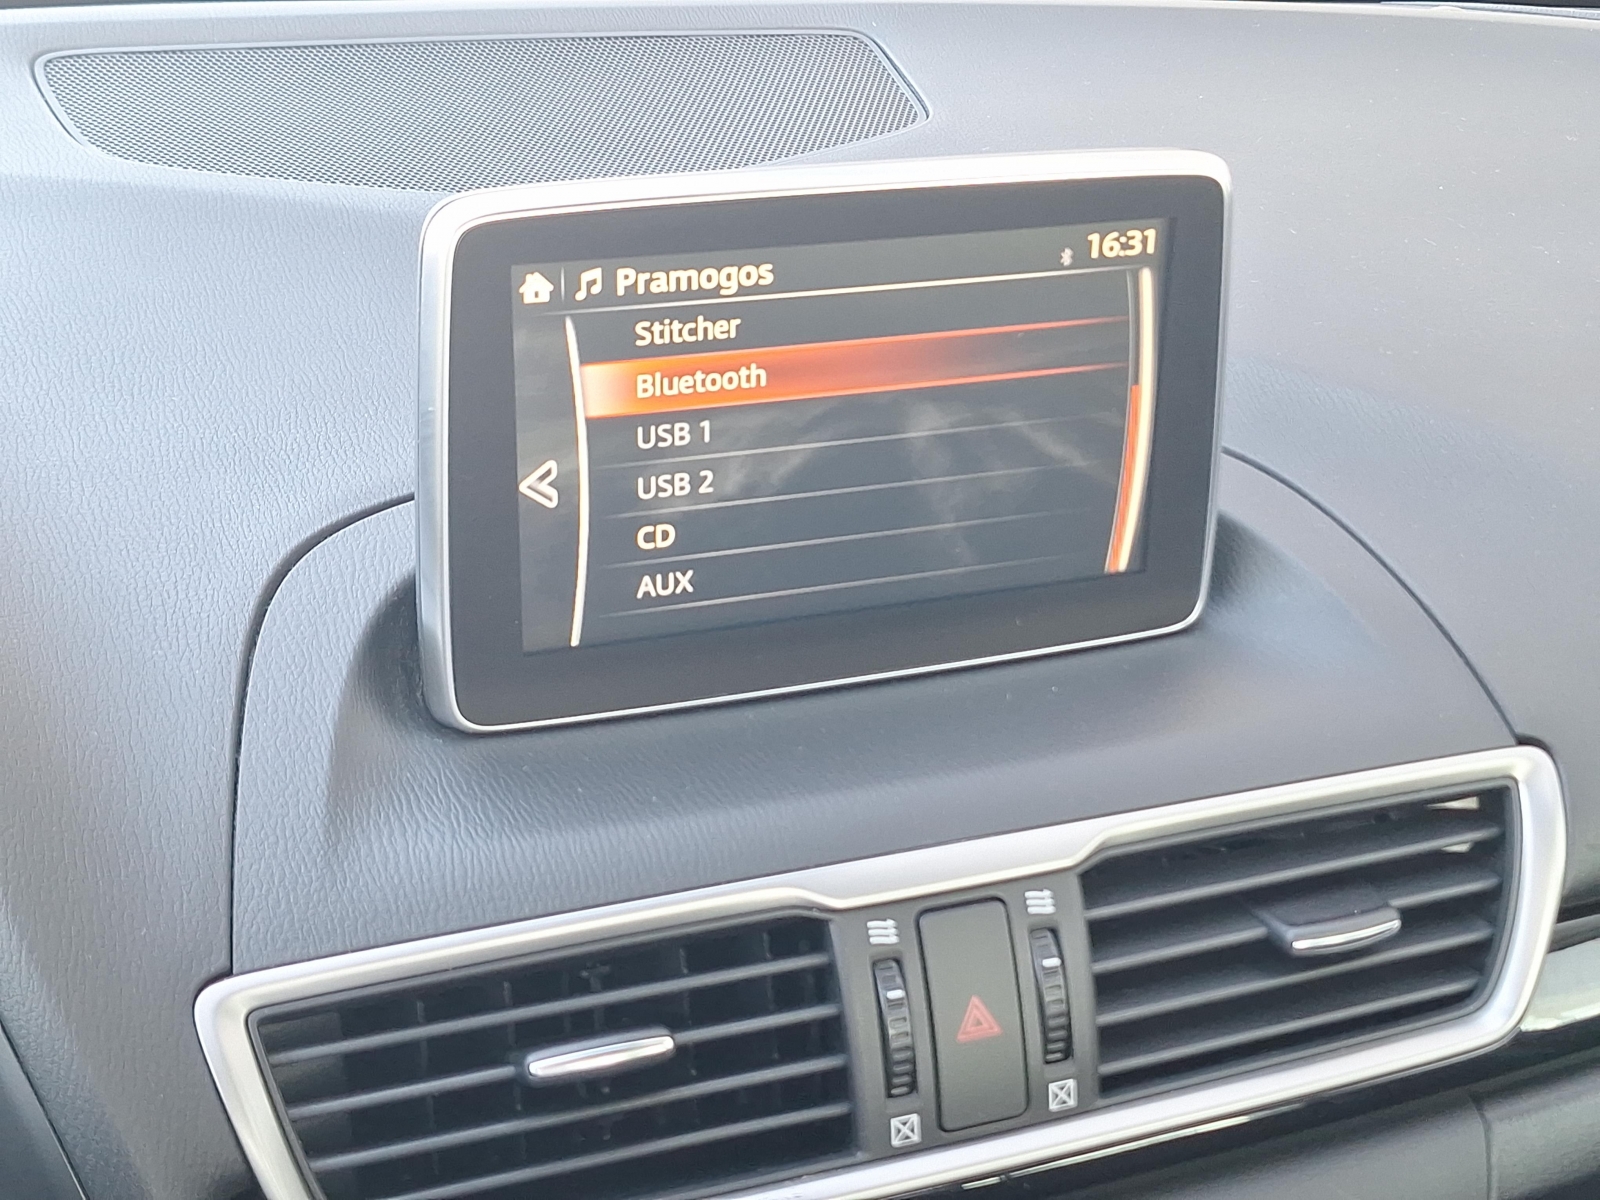 Pramogos 16:31
Stitcher
Bluetooth
USB 1
USB 2
CD
AUX